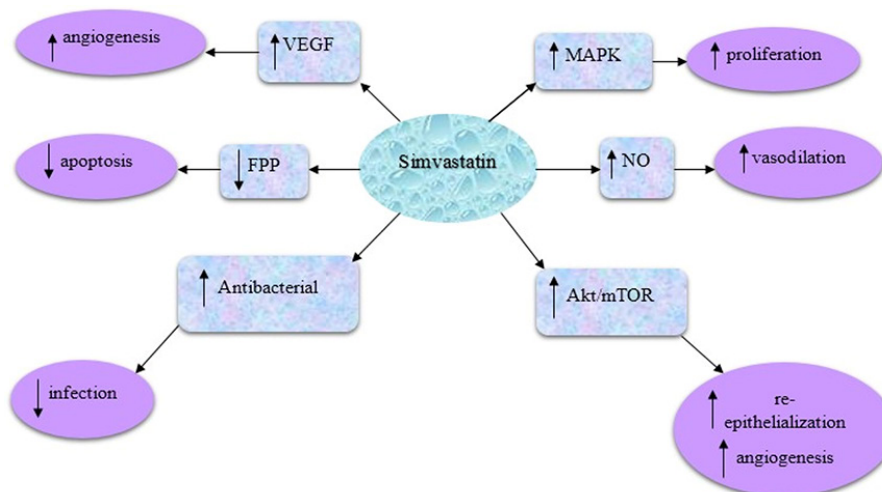 angiogenesis
VEGF
MAPK
proliferation
apoptosis
FPP
Simvastatin
NO
vasodilation
Antibacterial
Akt/mTOR
infection
re-
epithelialization
angiogenesis